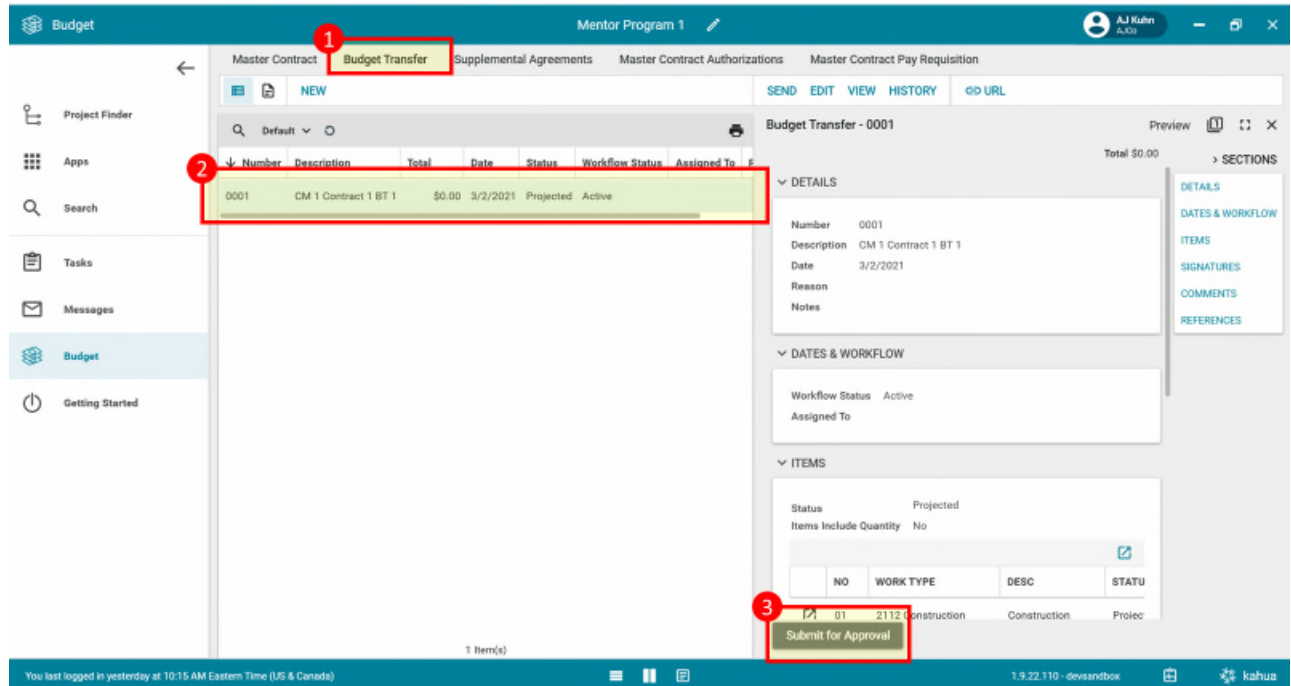 Budget
Mentor Program 1
AJ Kuhn
AJCo
1
Master Contract Budget Transfer Supplemental Agreements Master Contract Authorizations Master Contract Pay Requisition
NEW
SEND EDIT VIEW HISTORY URL
Project Finder
Apps
Search
Tasks
Messages
Budget
Getting Started
Default
2
Number Description Total Date Status Workflow Status Assigned To
0001 CM 1 Contract 1 BT 1 $0.00 3/2/2021 Projected Active
1 Item(s)
Budget Transfer - 0001 Preview
Total $0.00
SECTIONS
DETAILS
DATES & WORKFLOW
ITEMS
SIGNATURES
COMMENTS
REFERENCES
DETAILS
Number 0001
Description CM 1 Contract 1 BT 1
Date 3/2/2021
Reason
Notes
DATES & WORKFLOW
Workflow Status Active
Assigned To
ITEMS
Status Projected
Items Include Quantity No
NO WORK TYPE DESC STATU
01 2112 Construction Construction Projec
3
Submit for Approval
You last logged in yesterday at 10:15 AM Eastern Time (US & Canada)
1.9.22.110 - devsandbox
kahua